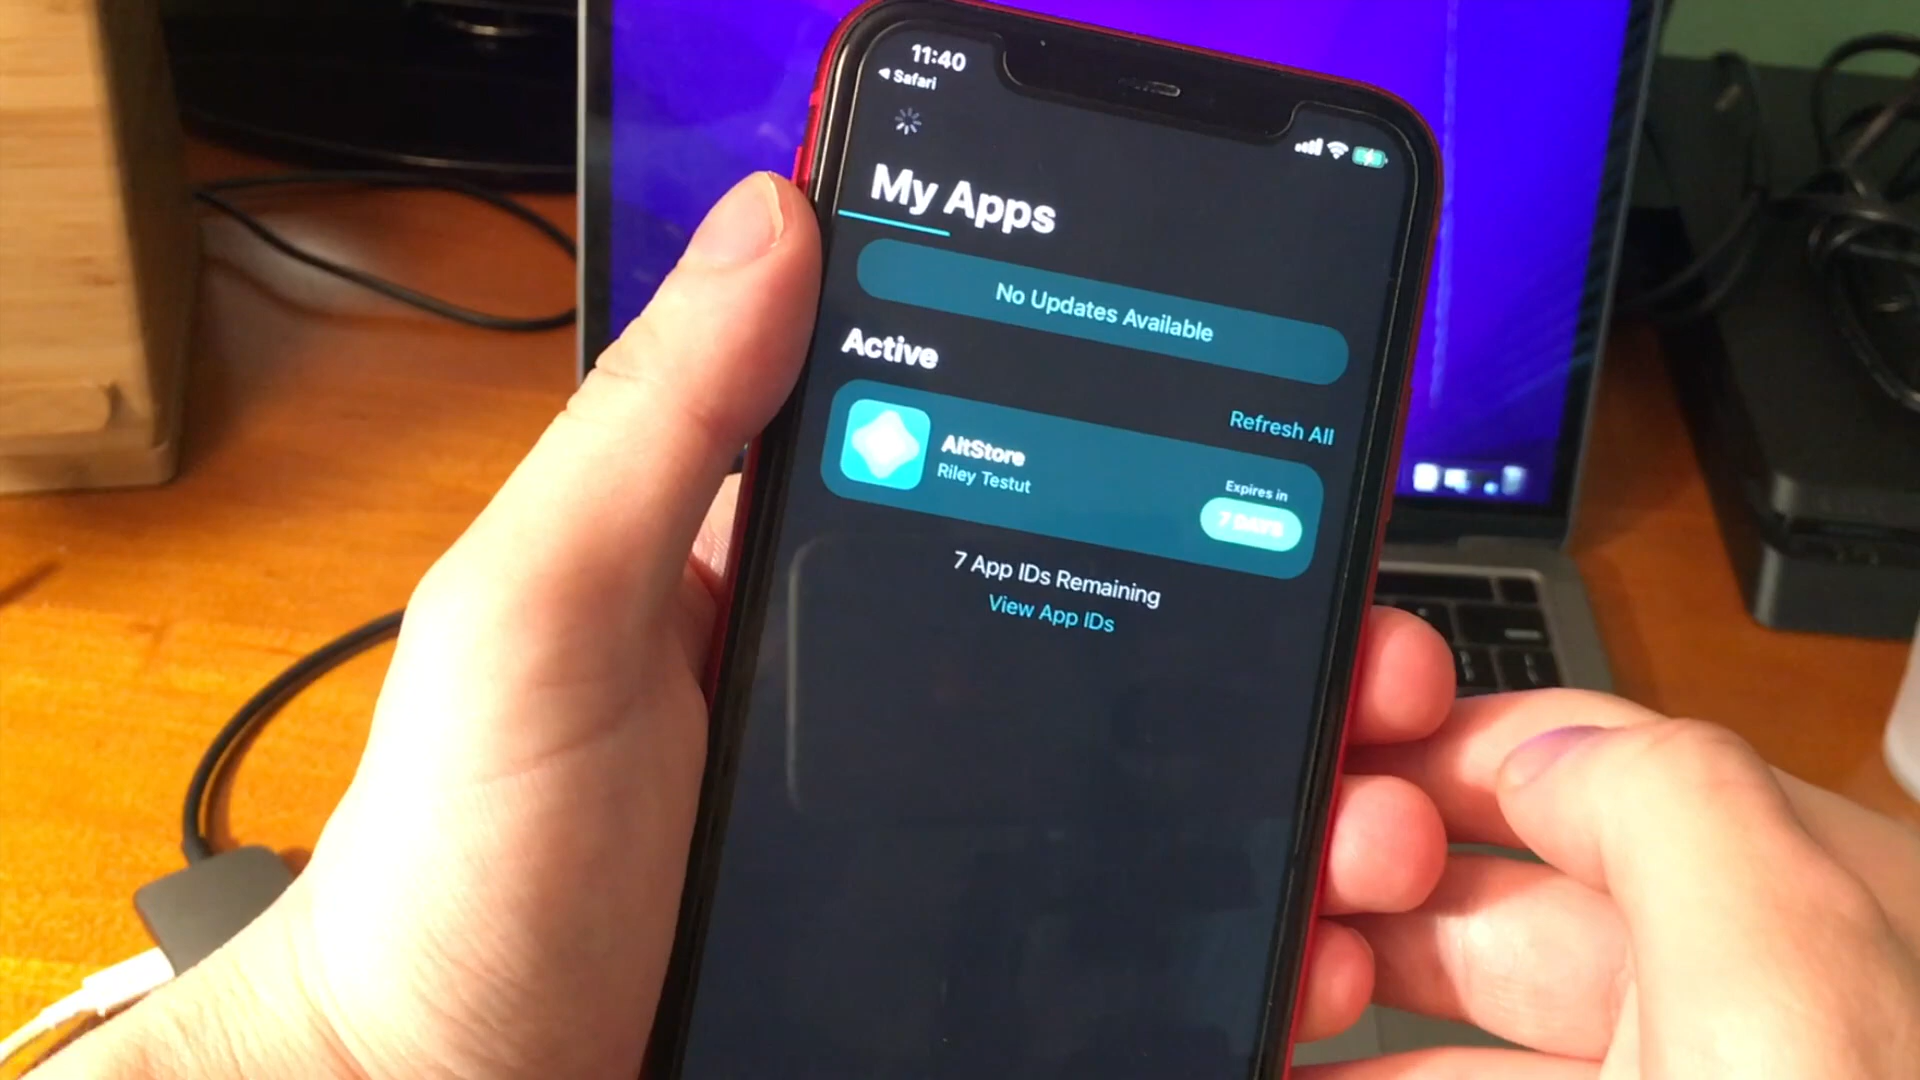 11:40
◀ Safari
My Apps
No Updates Available
Active
Refresh All
AltStore
Riley Testut
Expires in
7 DAYS
7 App IDs Remaining
View App IDs